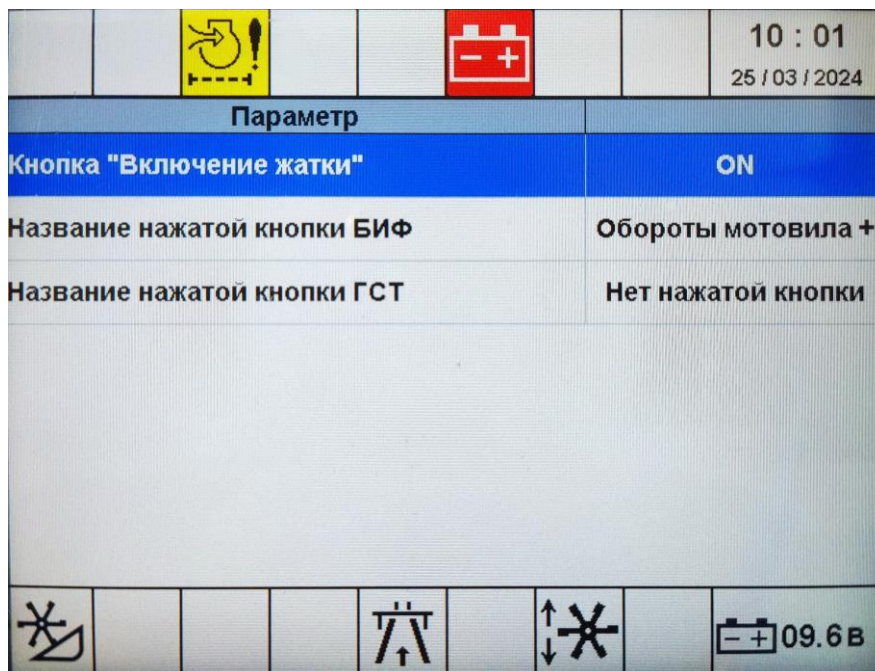 10 : 01
25 / 03 / 2024
Параметр
Кнопка "Включение жатки" ON
Название нажатой кнопки БИФ Обороты мотовила +
Название нажатой кнопки ГСТ Нет нажатой кнопки
09.6 В